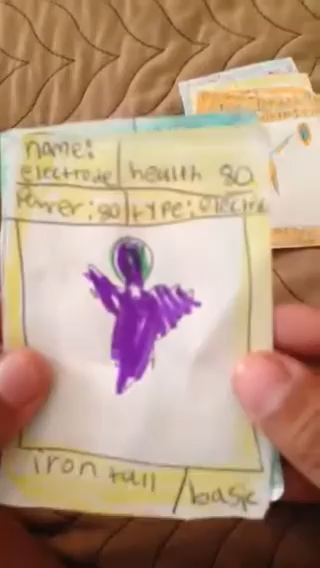 name:
electrode health 80
Power:80 type:electric
iron tail
basic